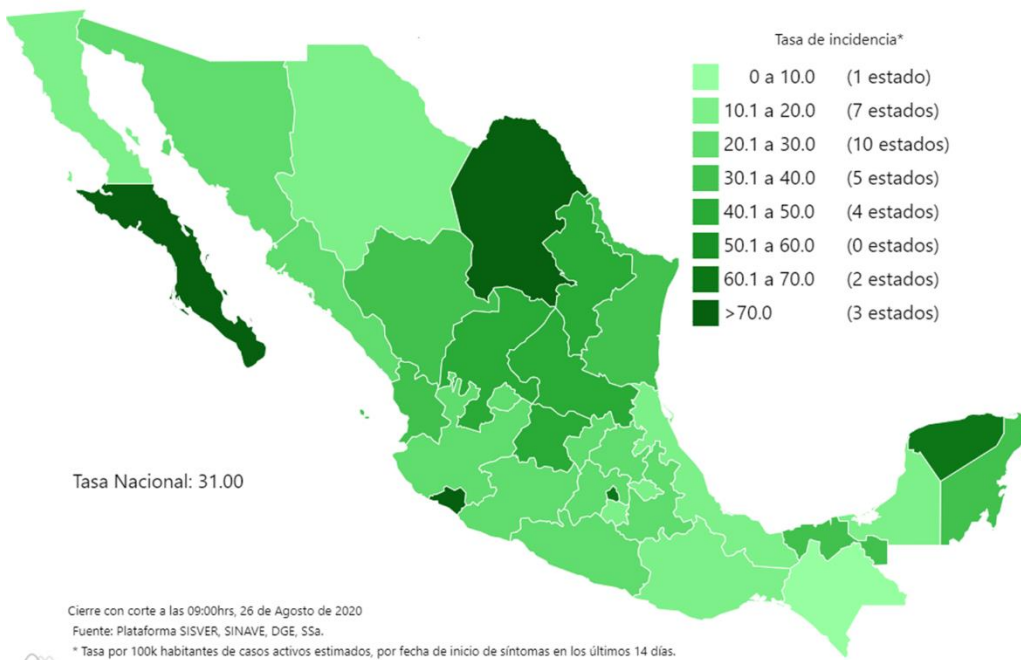 Tasa de incidencia*
0 a 10.0 (1 estado)
10.1 a 20.0 (7 estados)
20.1 a 30.0 (10 estados)
30.1 a 40.0 (5 estados)
40.1 a 50.0 (4 estados)
50.1 a 60.0 (0 estados)
60.1 a 70.0 (2 estados)
>70.0 (3 estados)
Tasa Nacional: 31.00
Cierre con corte a las 09:00hrs, 26 de Agosto de 2020
Fuente: Plataforma SISVER, SINAVE, DGE, SSa.
* Tasa por 100k habitantes de casos activos estimados, por fecha de inicio de síntomas en los últimos 14 días.